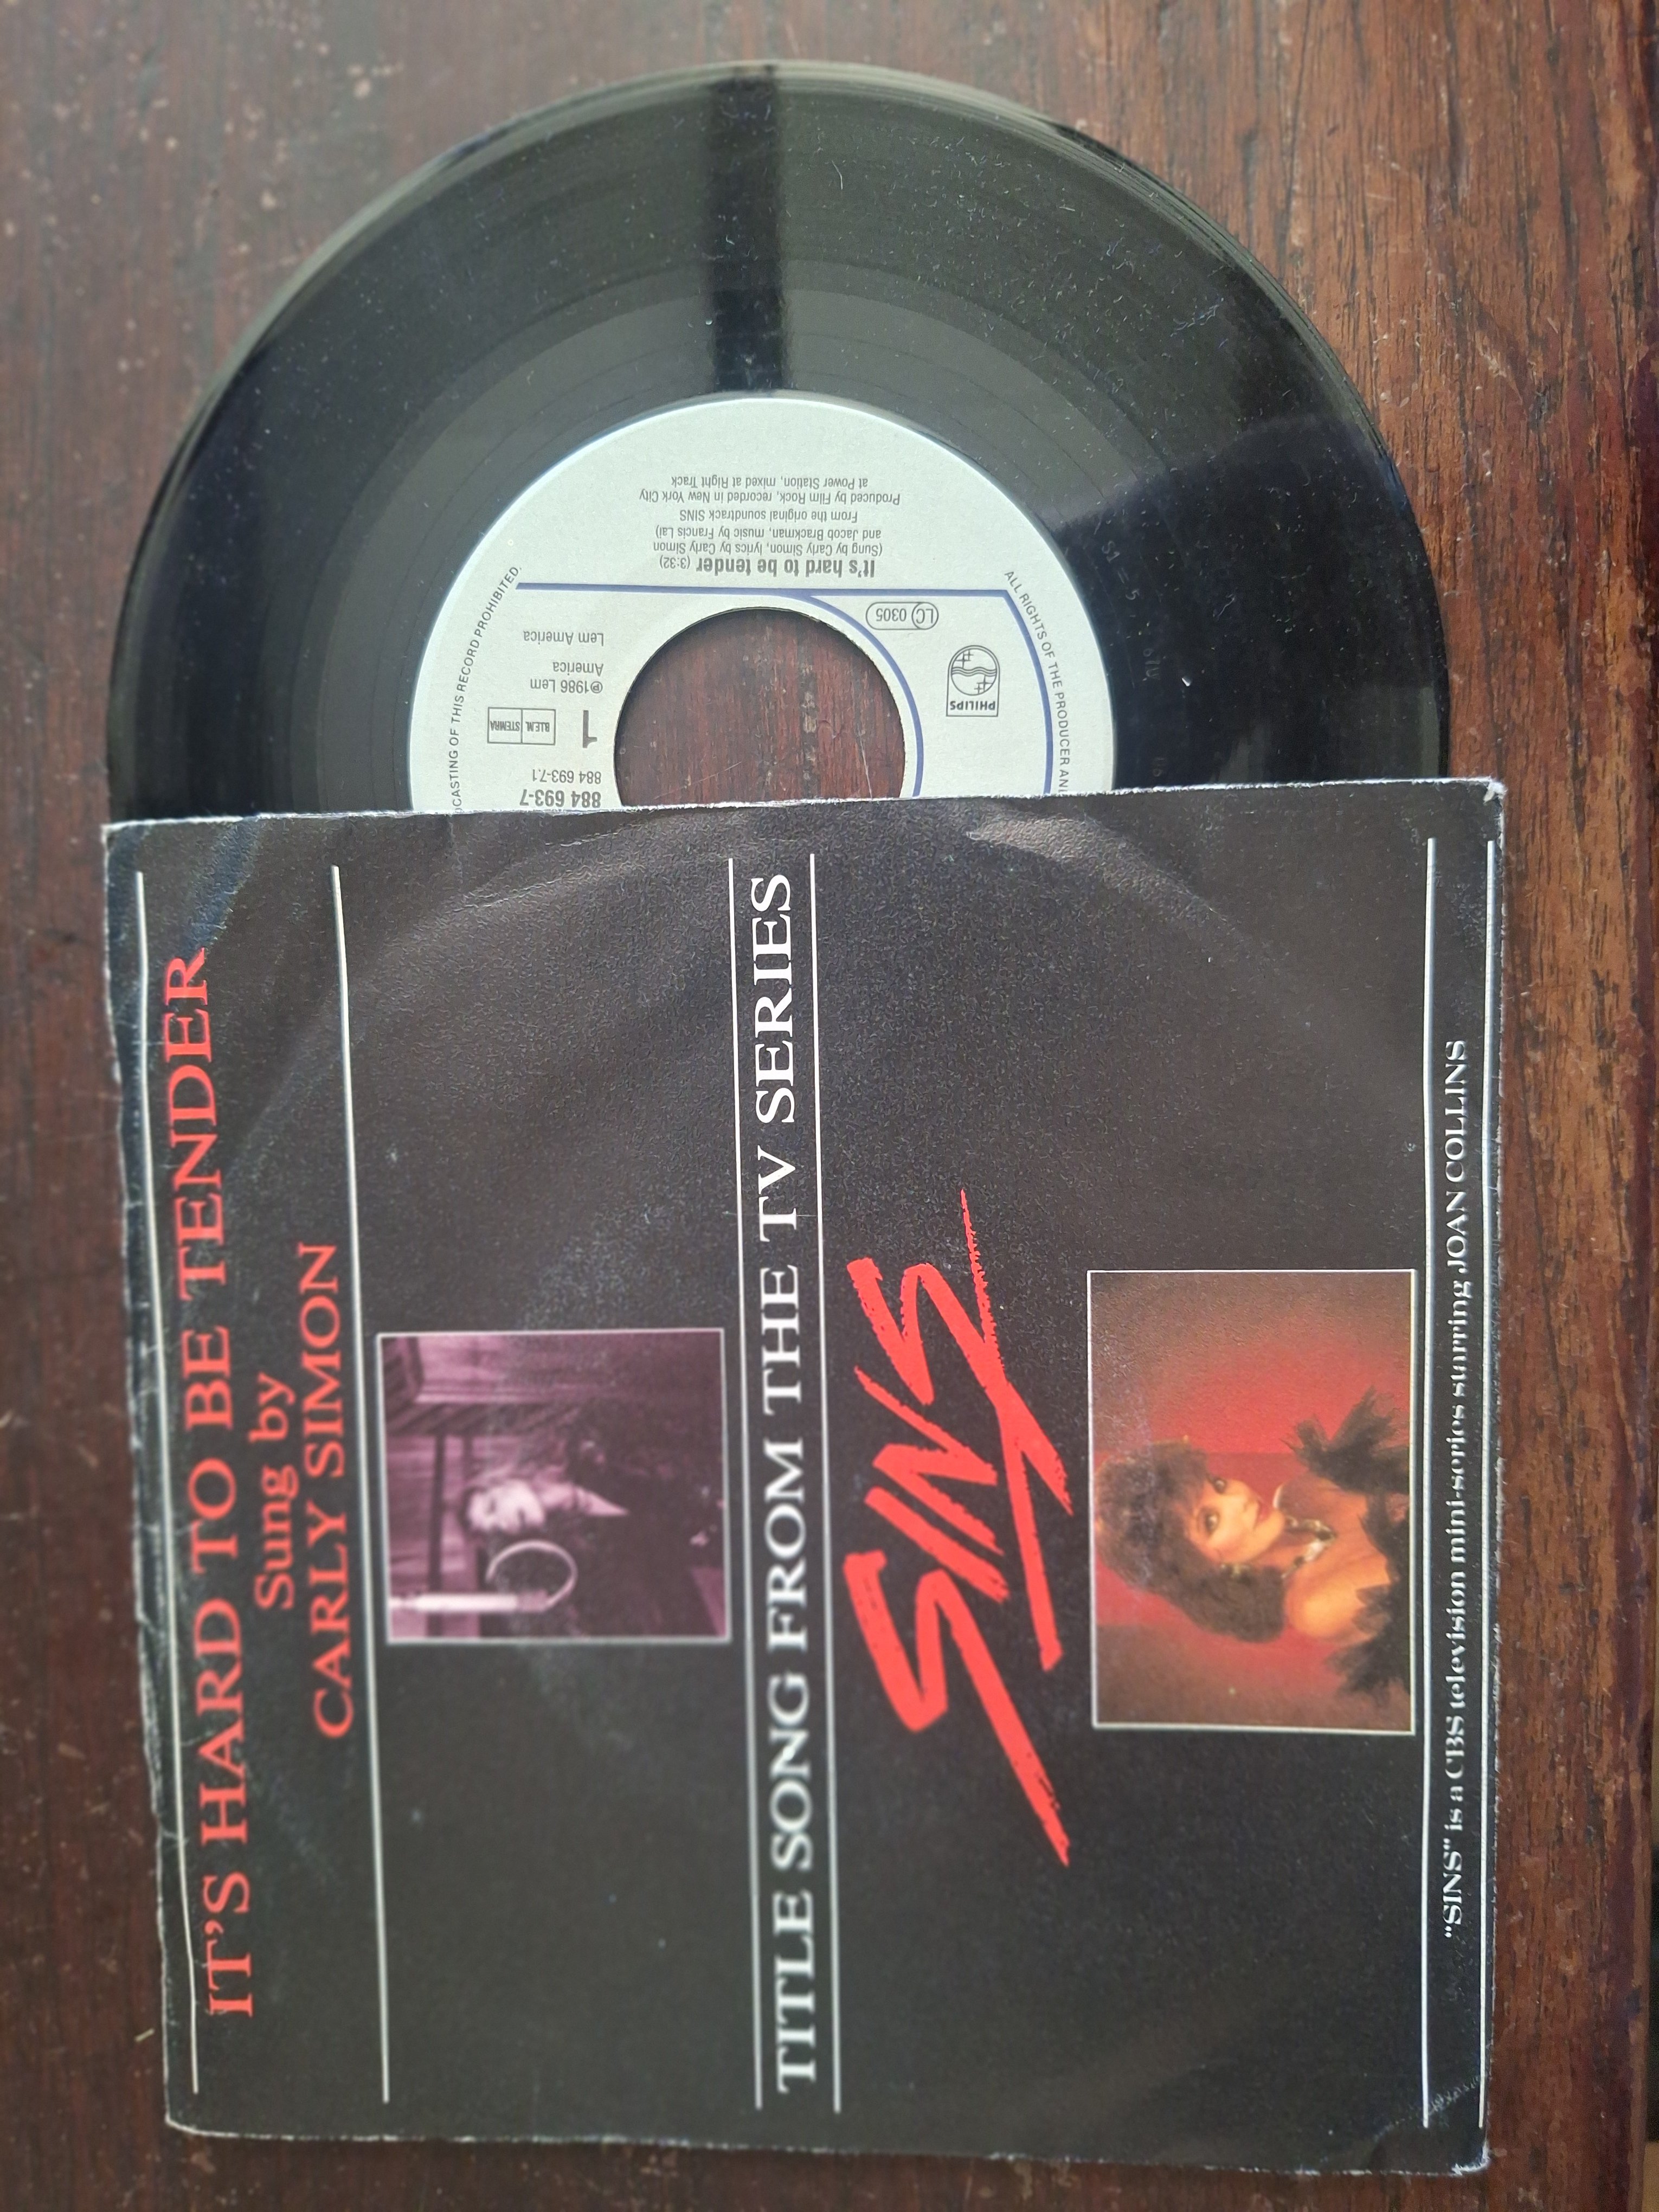 IT'S HARD TO BE TENDER
Sung by
CARLY SIMON
TITLE SONG FROM THE TV SERIES
SINS
"SINS" is a CBS television mini-series starring JOAN COLLINS
CASTING OF THIS RECORD PROHIBITED.
ALL RIGHTS OF THE PRODUCER AN
884 693-7
884 693-7.1
1
B.I.E.M. STEMRA
℗1986 Lem
America
Lem America
PHILIPS
LC 0305
It's hard to be tender (3:32)
(Sung by Carly Simon, lyrics by Carly Simon
and Jacob Brackman, music by Francis Lai)
From the original soundtrack SINS
Produced by Film Rock, recorded in New York City
at Power Station, mixed at Right Track